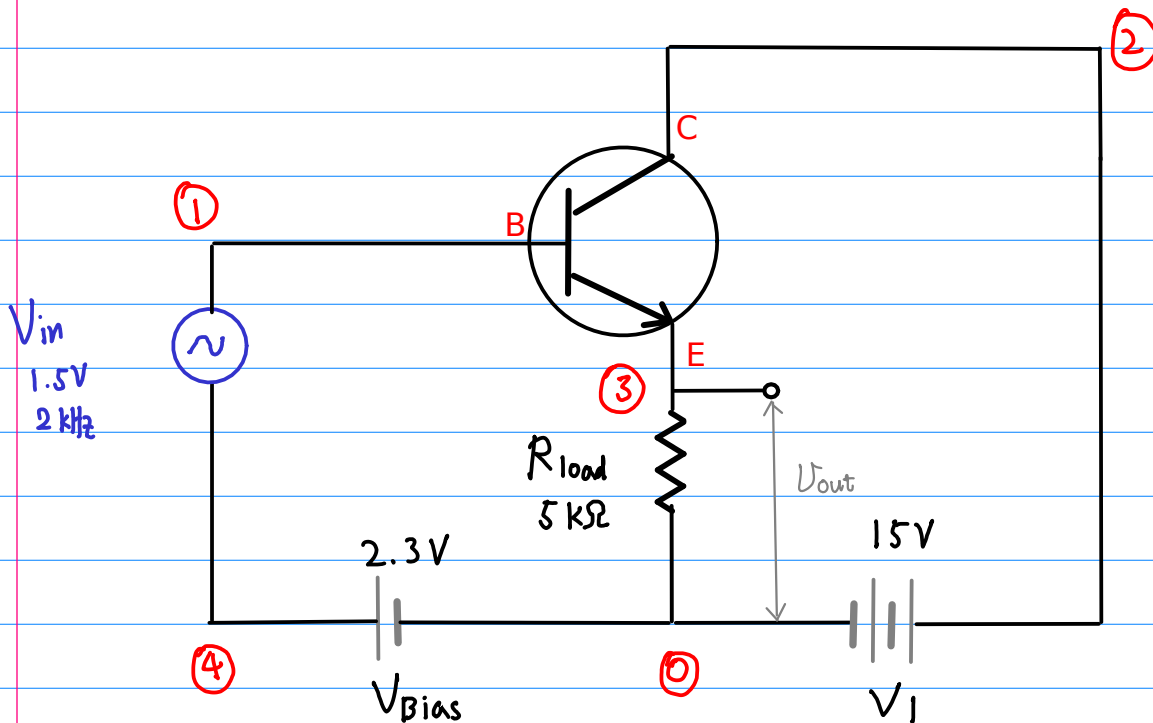 2
C
1
B
Vin
1.5V
2 kHz
E
3
Rload
5 kΩ
Vout
2.3V
15V
4
0
VBias
V1